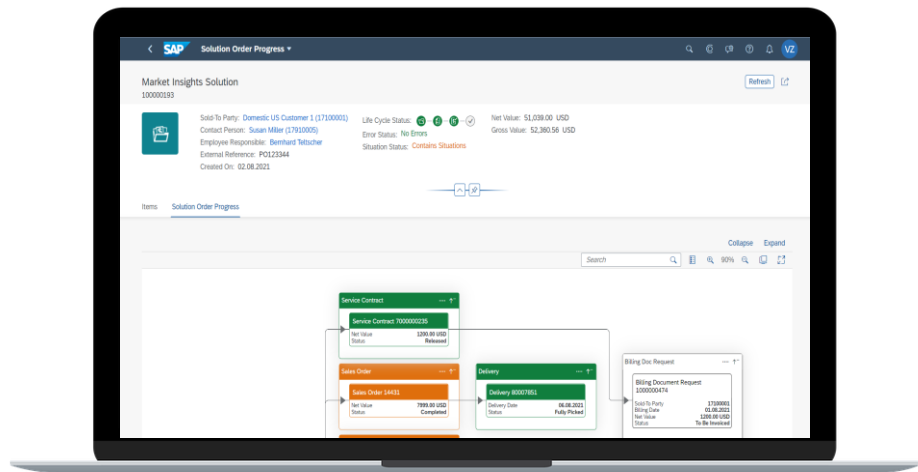 SAP Solution Order Progress VZ
Market Insights Solution Refresh
100000193
Sold-To Party: Domestic US Customer 1 (17100001)
Contact Person: Susan Miller (17910005)
Employee Responsible: Bernhard Teltscher
External Reference: PO123344
Created On: 02.08.2021
Life Cycle Status:
Error Status: No Errors
Situation Status: Contains Situations
Net Value: 51,039.00 USD
Gross Value: 52,360.56 USD
Items Solution Order Progress
Collapse Expand
Search 90%
Service Contract
Service Contract 7000000235
Net Value 1200.00 USD
Status Released
Sales Order
Sales Order 14431
Net Value 7999.00 USD
Status Completed
Delivery
Delivery 80007851
Delivery Date 06.08.2021
Status Fully Picked
Billing Doc Request
Billing Document Request
1000000474
Sold-To Party 17100001
Billing Date 01.08.2021
Net Value 1200.00 USD
Status To Be Invoiced